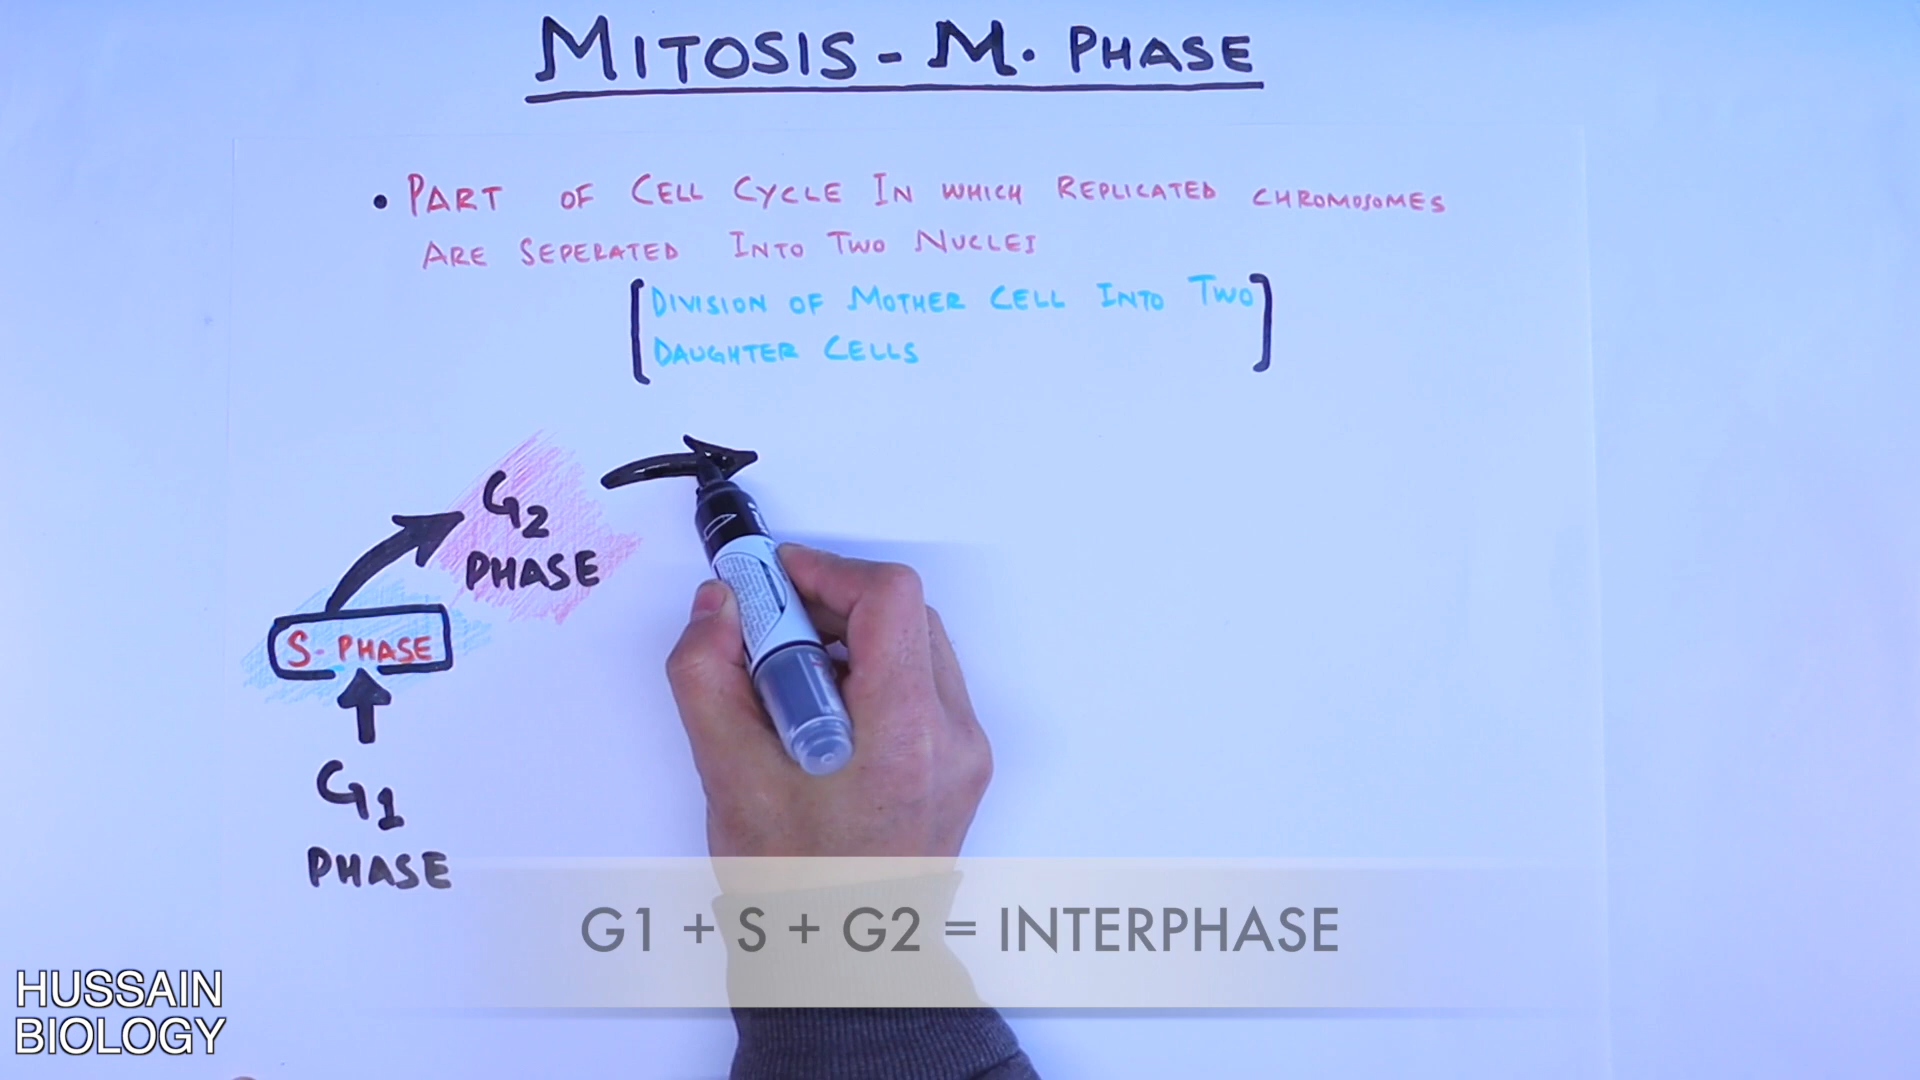 MITOSIS - M. PHASE
• PART OF CELL CYCLE IN WHICH REPLICATED CHROMOSOMES
ARE SEPERATED INTO TWO NUCLEI
[DIVISION OF MOTHER CELL INTO TWO
DAUGHTER CELLS]
G2
PHASE
S-PHASE
G1
PHASE
G1 + S + G2 = INTERPHASE
HUSSAIN
BIOLOGY